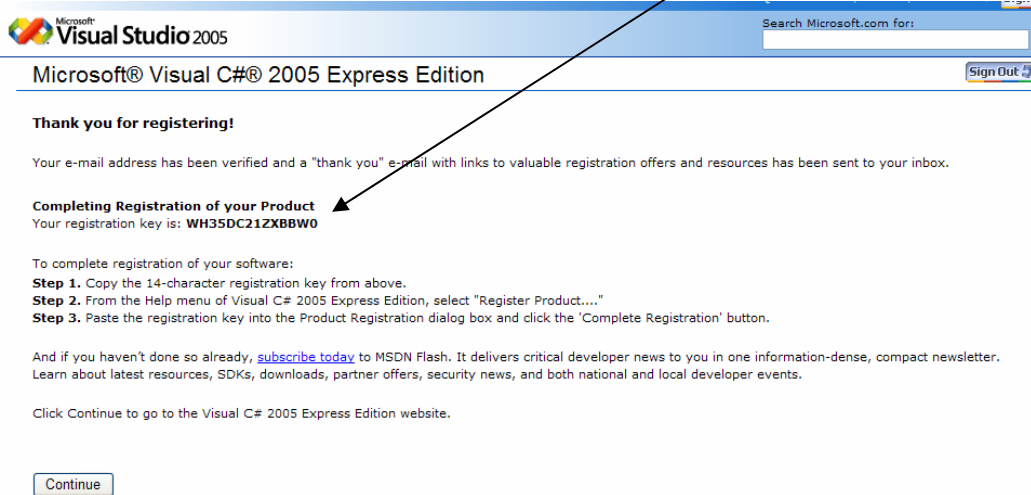 Microsoft®
Visual Studio 2005
Search Microsoft.com for:
Microsoft® Visual C#® 2005 Express Edition
Sign Out
Thank you for registering!
Your e-mail address has been verified and a "thank you" e-mail with links to valuable registration offers and resources has been sent to your inbox.
Completing Registration of your Product
Your registration key is: WH35DC21ZXBBW0
To complete registration of your software:
Step 1. Copy the 14-character registration key from above.
Step 2. From the Help menu of Visual C# 2005 Express Edition, select "Register Product...."
Step 3. Paste the registration key into the Product Registration dialog box and click the 'Complete Registration' button.
And if you haven't done so already, subscribe today to MSDN Flash. It delivers critical developer news to you in one information-dense, compact newsletter.
Learn about latest resources, SDKs, downloads, partner offers, security news, and both national and local developer events.
Click Continue to go to the Visual C# 2005 Express Edition website.
Continue